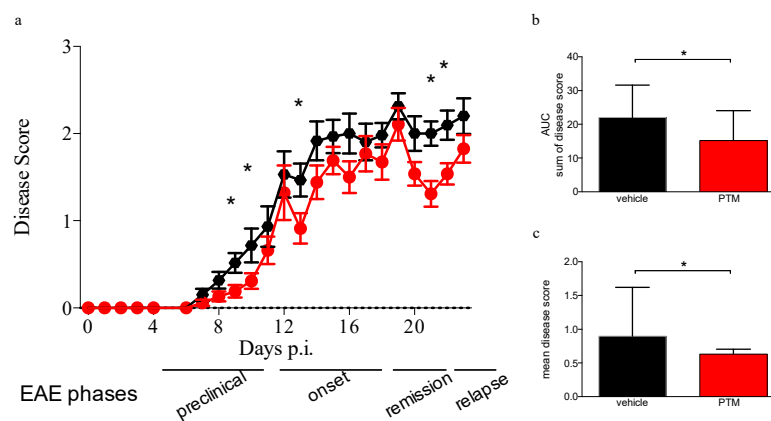 a
3
2
1
0
Disease Score
*
*
*
*
*
0 4 8 12 16 20
Days p.i.
EAE phases
preclinical
onset
remission
relapse
b
40
30
20
10
0
AUC
sum of disease score
*
vehicle PTM
c
2.0
1.5
1.0
0.5
0.0
mean disease score
*
vehicle PTM